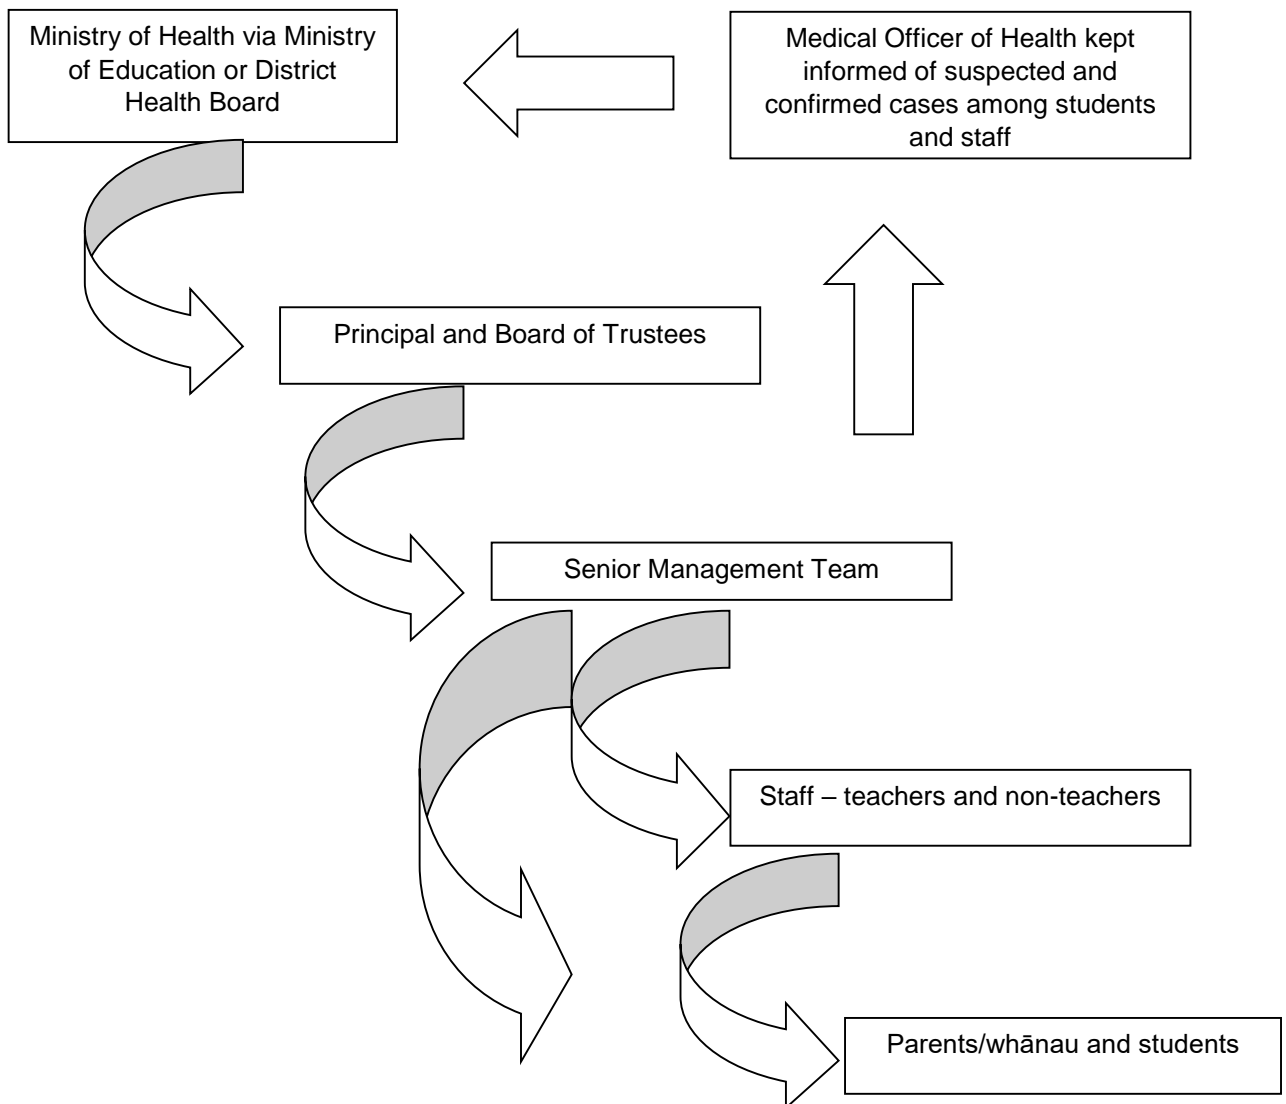 Ministry of Health via Ministry
of Education or District
Health Board
Medical Officer of Health kept
informed of suspected and
confirmed cases among students
and staff
Principal and Board of Trustees
Senior Management Team
Staff – teachers and non-teachers
Parents/whānau and students